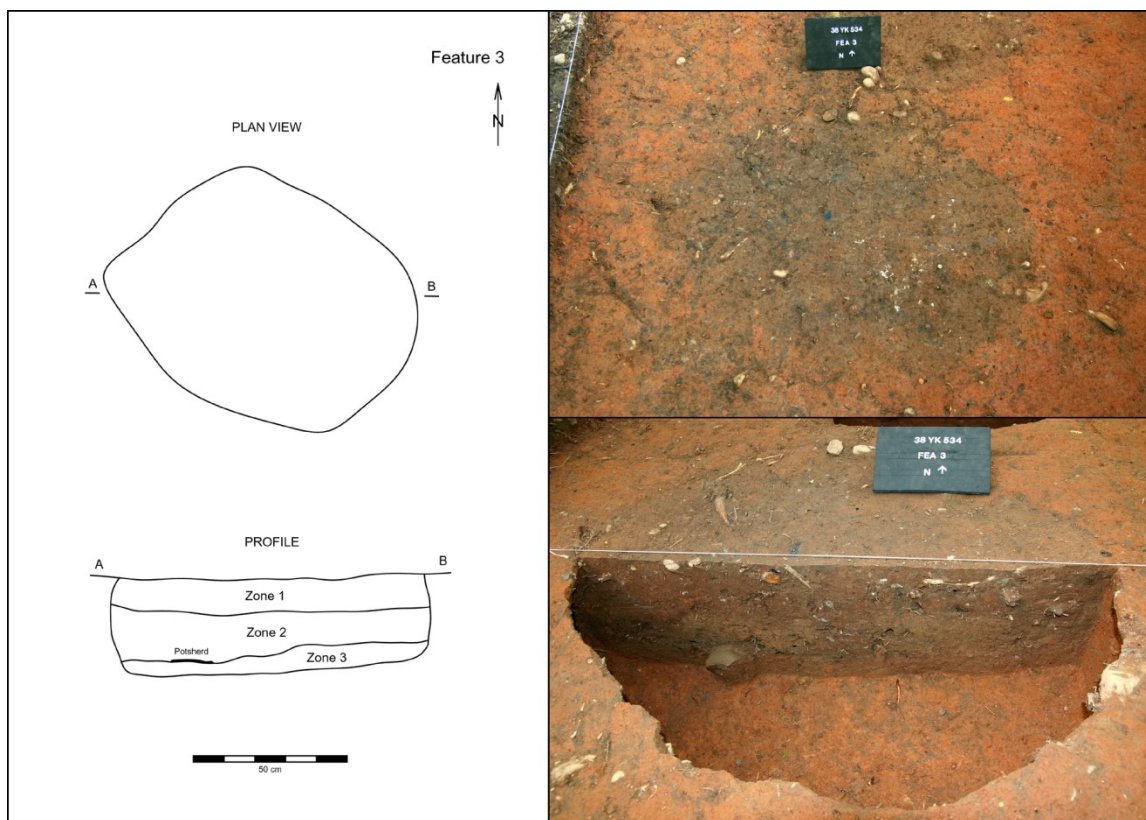 Feature 3
N
PLAN VIEW
A
B
PROFILE
A
B
Zone 1
Zone 2
Potsherd
Zone 3
50 cm
38 YK 534
FEA 3
N ↑
38 YK 534
FEA 3
N ↑